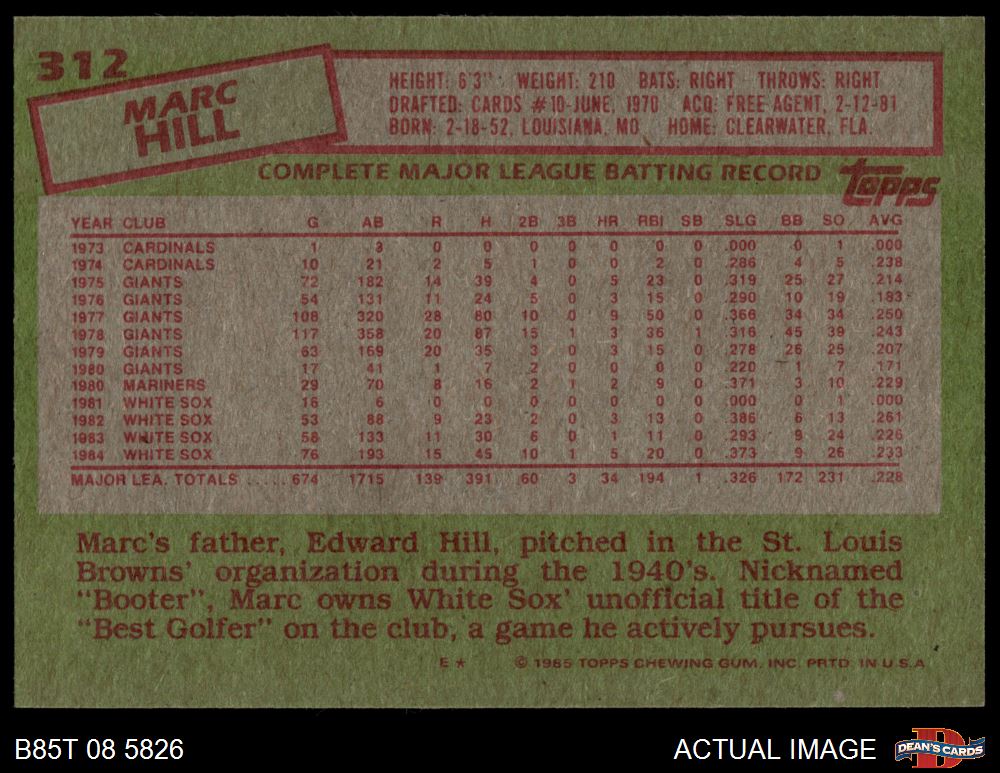 312
MARC
HILL
HEIGHT: 6'3" WEIGHT: 210 BATS: RIGHT THROWS: RIGHT
DRAFTED: CARDS #10-JUNE, 1970 ACQ: FREE AGENT, 2-12-81
BORN: 2-18-52, LOUISIANA, MO HOME: CLEARWATER, FLA.
COMPLETE MAJOR LEAGUE BATTING RECORD topps
YEAR CLUB G AB R H 2B 3B HR RBI SB SLG BB SO AVG
1973 CARDINALS 1 3 0 0 0 0 0 0 0 .000 0 1 .000
1974 CARDINALS 10 21 2 5 1 0 0 2 0 .286 4 5 .238
1975 GIANTS 72 182 14 39 4 0 5 23 0 .319 25 27 .214
1976 GIANTS 54 131 11 24 5 0 3 15 0 .290 10 19 .183
1977 GIANTS 108 320 28 80 10 0 9 50 0 .366 34 34 .250
1978 GIANTS 117 358 20 87 15 1 3 36 1 .316 45 39 .243
1979 GIANTS 63 169 20 35 3 0 3 15 0 .278 26 25 .207
1980 GIANTS 17 41 1 7 2 0 0 0 0 .220 1 7 .171
1980 MARINERS 29 70 8 16 2 1 2 9 0 .371 3 10 .229
1981 WHITE SOX 16 6 0 0 0 0 0 0 0 .000 0 1 .000
1982 WHITE SOX 53 88 9 23 2 0 3 13 0 .386 6 13 .261
1983 WHITE SOX 58 133 11 30 6 0 1 11 0 .293 9 24 .226
1984 WHITE SOX 76 193 15 45 10 1 5 20 0 .373 9 26 .233
MAJOR LEA. TOTALS ..... 674 1715 139 391 60 3 34 194 1 .326 172 231 .228
Marc's father, Edward Hill, pitched in the St. Louis
Browns' organization during the 1940's. Nicknamed
"Booter", Marc owns White Sox' unofficial title of the
"Best Golfer" on the club, a game he actively pursues.
E * © 1985 TOPPS CHEWING GUM, INC. PRTD. IN U.S.A
B85T 08 5826 ACTUAL IMAGE DEAN'S CARDS